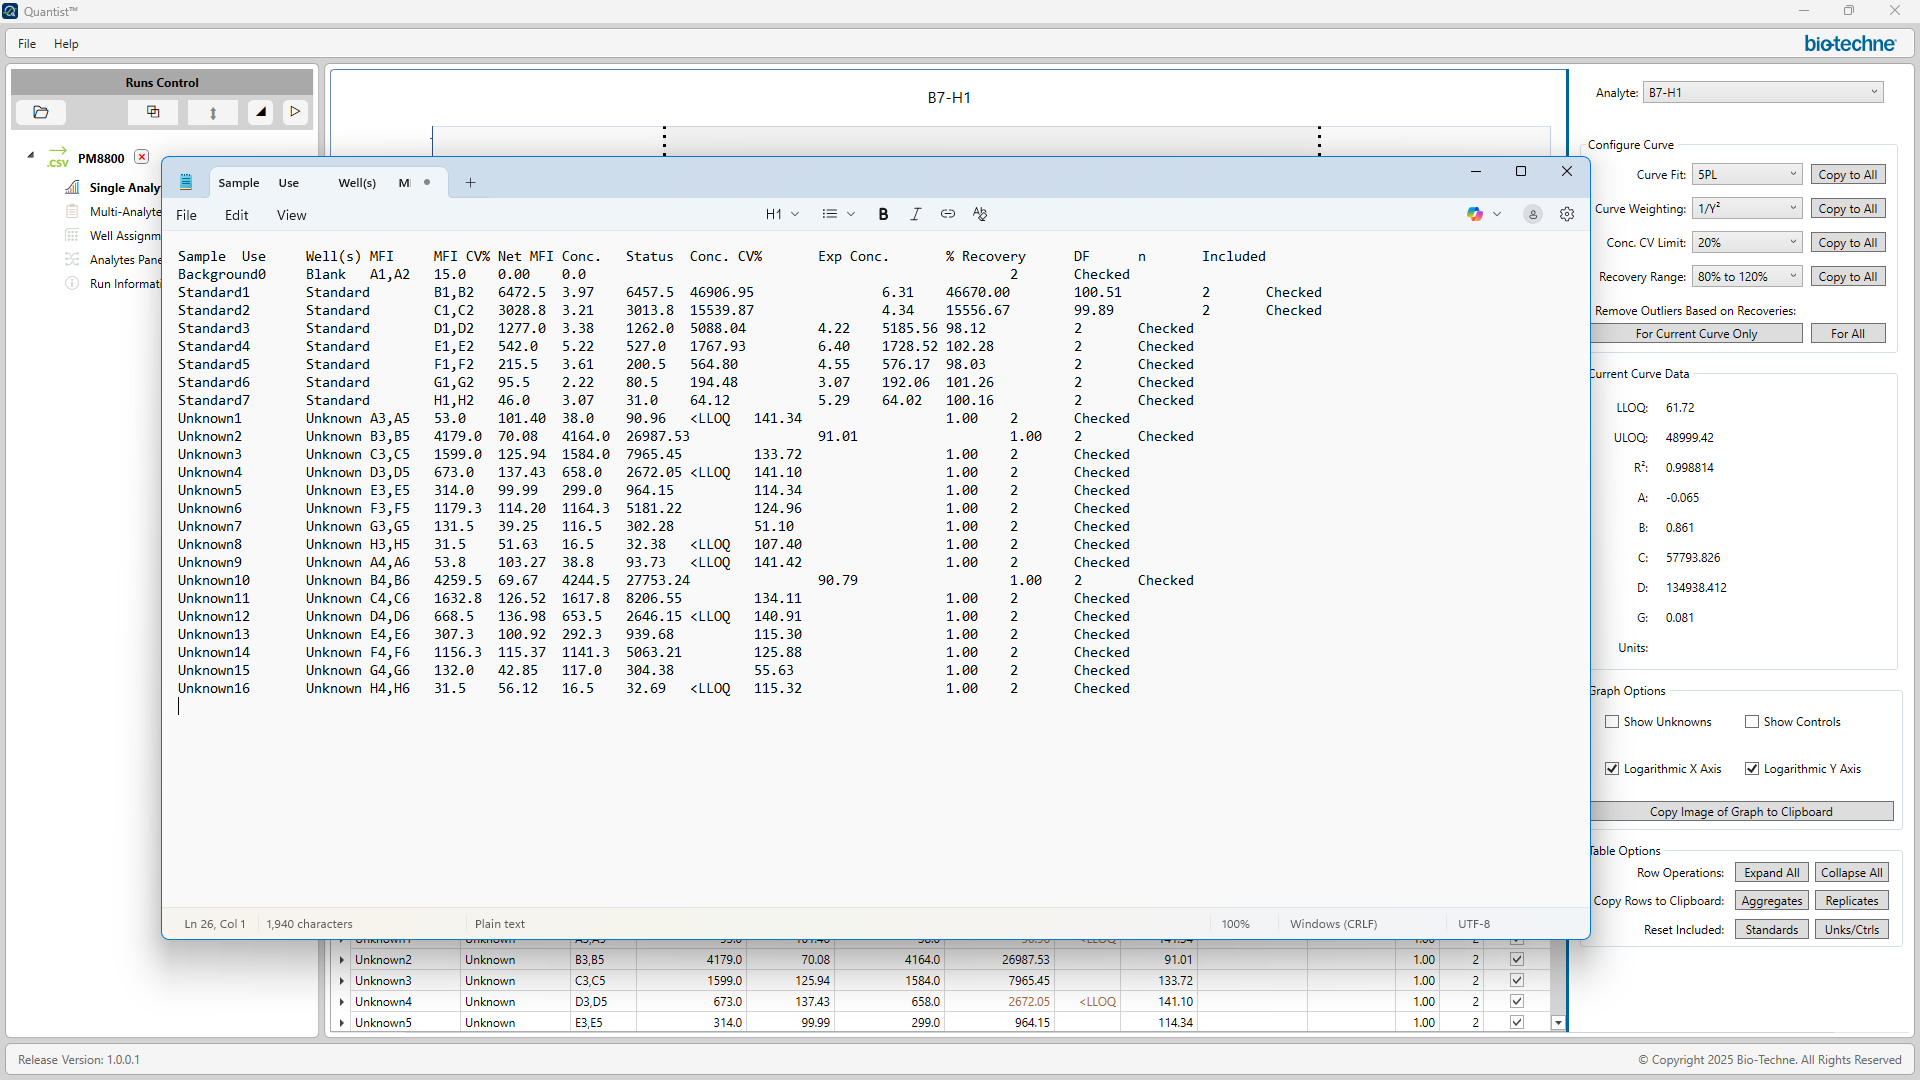 Quantist™
File Help
bio-techne
Runs Control
B7-H1
Analyte: B7-H1
PM8800
.csv
Single Analy
Multi-Analyte
Well Assignm
Analytes Pane
Run Informati
Sample Use Well(s) M
File Edit View
H1
Sample Use Well(s) MFI MFI CV% Net MFI Conc. Status Conc. CV% Exp Conc. % Recovery DF n Included
Background0 Blank A1,A2 15.0 0.00 0.0 2 Checked
Standard1 Standard B1,B2 6472.5 3.97 6457.5 46906.95 6.31 46670.00 100.51 2 Checked
Standard2 Standard C1,C2 3028.8 3.21 3013.8 15539.87 4.34 15556.67 99.89 2 Checked
Standard3 Standard D1,D2 1277.0 3.38 1262.0 5088.04 4.22 5185.56 98.12 2 Checked
Standard4 Standard E1,E2 542.0 5.22 527.0 1767.93 6.40 1728.52 102.28 2 Checked
Standard5 Standard F1,F2 215.5 3.61 200.5 564.80 4.55 576.17 98.03 2 Checked
Standard6 Standard G1,G2 95.5 2.22 80.5 194.48 3.07 192.06 101.26 2 Checked
Standard7 Standard H1,H2 46.0 3.07 31.0 64.12 5.29 64.02 100.16 2 Checked
Unknown1 Unknown A3,A5 53.0 101.40 38.0 90.96 <LLOQ 141.34 1.00 2 Checked
Unknown2 Unknown B3,B5 4179.0 70.08 4164.0 26987.53 91.01 1.00 2 Checked
Unknown3 Unknown C3,C5 1599.0 125.94 1584.0 7965.45 133.72 1.00 2 Checked
Unknown4 Unknown D3,D5 673.0 137.43 658.0 2672.05 <LLOQ 141.10 1.00 2 Checked
Unknown5 Unknown E3,E5 314.0 99.99 299.0 964.15 114.34 1.00 2 Checked
Unknown6 Unknown F3,F5 1179.3 114.20 1164.3 5181.22 124.96 1.00 2 Checked
Unknown7 Unknown G3,G5 131.5 39.25 116.5 302.28 51.10 1.00 2 Checked
Unknown8 Unknown H3,H5 31.5 51.63 16.5 32.38 <LLOQ 107.40 1.00 2 Checked
Unknown9 Unknown A4,A6 53.8 103.27 38.8 93.73 <LLOQ 141.42 1.00 2 Checked
Unknown10 Unknown B4,B6 4259.5 69.67 4244.5 27753.24 90.79 1.00 2 Checked
Unknown11 Unknown C4,C6 1632.8 126.52 1617.8 8206.55 134.11 1.00 2 Checked
Unknown12 Unknown D4,D6 668.5 136.98 653.5 2646.15 <LLOQ 140.91 1.00 2 Checked
Unknown13 Unknown E4,E6 307.3 100.92 292.3 939.68 115.30 1.00 2 Checked
Unknown14 Unknown F4,F6 1156.3 115.37 1141.3 5063.21 125.88 1.00 2 Checked
Unknown15 Unknown G4,G6 132.0 42.85 117.0 304.38 55.63 1.00 2 Checked
Unknown16 Unknown H4,H6 31.5 56.12 16.5 32.69 <LLOQ 115.32 1.00 2 Checked
Ln 26, Col 1 1,940 characters Plain text 100% Windows (CRLF) UTF-8
Configure Curve
Curve Fit: 5PL Copy to All
Curve Weighting: 1/Y² Copy to All
Conc. CV Limit: 20% Copy to All
Recovery Range: 80% to 120% Copy to All
Remove Outliers Based on Recoveries:
For Current Curve Only For All
Current Curve Data
LLOQ: 61.72
ULOQ: 48999.42
R²: 0.998814
A: -0.065
B: 0.861
C: 57793.826
D: 134938.412
G: 0.081
Units:
Graph Options
Show Unknowns Show Controls
Logarithmic X Axis Logarithmic Y Axis
Copy Image of Graph to Clipboard
Table Options
Row Operations: Expand All Collapse All
Copy Rows to Clipboard: Aggregates Replicates
Reset Included: Standards Unks/Ctrls
Unknown1 Unknown A3,A5 53.0 101.40 38.0 90.96 <LLOQ 141.34 1.00 2
Unknown2 Unknown B3,B5 4179.0 70.08 4164.0 26987.53 91.01 1.00 2
Unknown3 Unknown C3,C5 1599.0 125.94 1584.0 7965.45 133.72 1.00 2
Unknown4 Unknown D3,D5 673.0 137.43 658.0 2672.05 <LLOQ 141.10 1.00 2
Unknown5 Unknown E3,E5 314.0 99.99 299.0 964.15 114.34 1.00 2
Release Version: 1.0.0.1
© Copyright 2025 Bio-Techne. All Rights Reserved